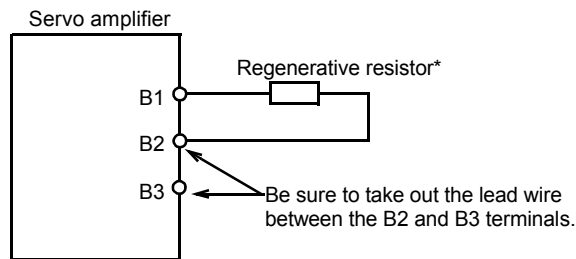 Servo amplifier
Regenerative resistor*
B1
B2
B3
Be sure to take out the lead wire
between the B2 and B3 terminals.